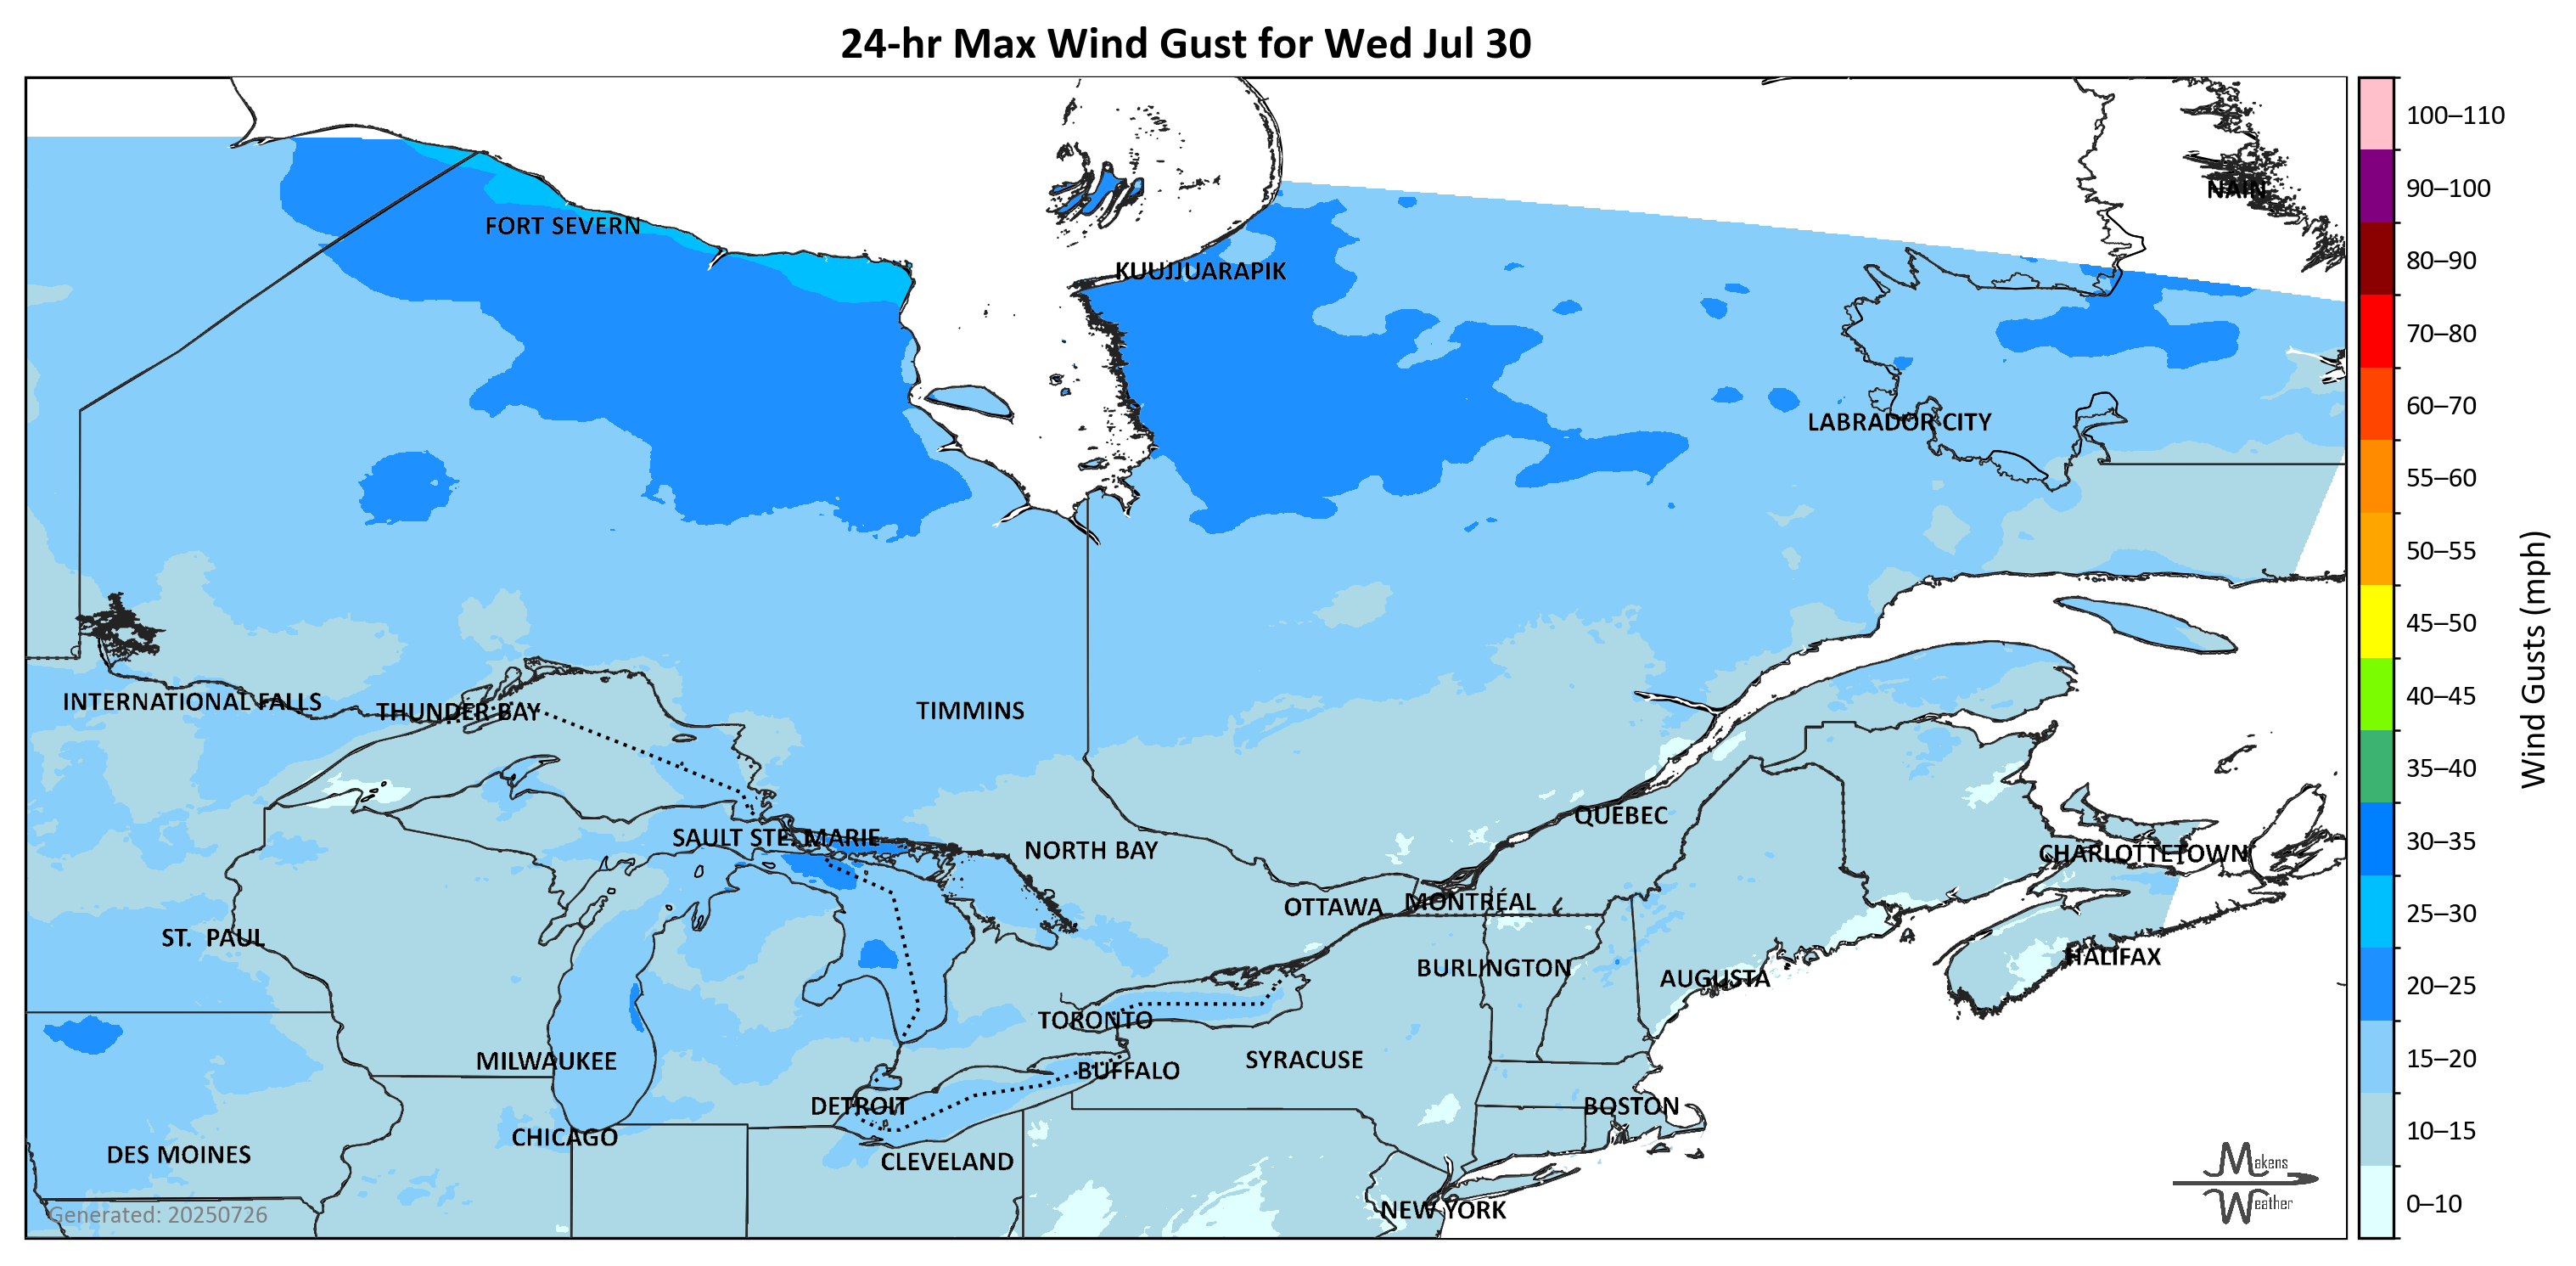 24-hr Max Wind Gust for Wed Jul 30
100–110
90–100
80–90
70–80
60–70
55–60
50–55
45–50
40–45
35–40
30–35
25–30
20–25
15–20
10–15
0–10
Wind Gusts (mph)
NAIN
FORT SEVERN
KUUJJUARAPIK
LABRADOR CITY
INTERNATIONAL FALLS
THUNDER BAY
TIMMINS
QUEBEC
SAULT STE. MARIE
NORTH BAY
CHARLOTTETOWN
OTTAWA
MONTRÉAL
ST. PAUL
HALIFAX
BURLINGTON
AUGUSTA
TORONTO
SYRACUSE
MILWAUKEE
BUFFALO
DETROIT
BOSTON
CHICAGO
DES MOINES
CLEVELAND
NEW YORK
Generated: 20250726
Makens
Weather